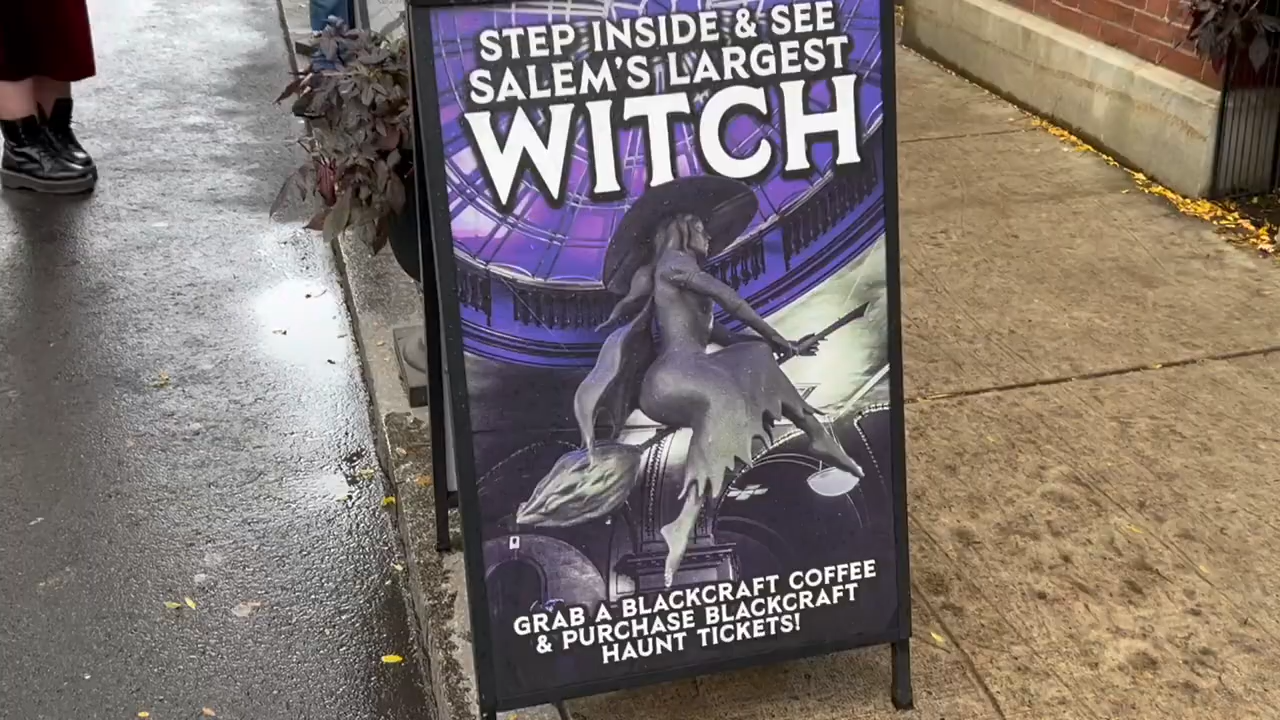 STEP INSIDE & SEE
SALEM'S LARGEST
WITCH
GRAB A BLACKCRAFT COFFEE
& PURCHASE BLACKCRAFT
HAUNT TICKETS!